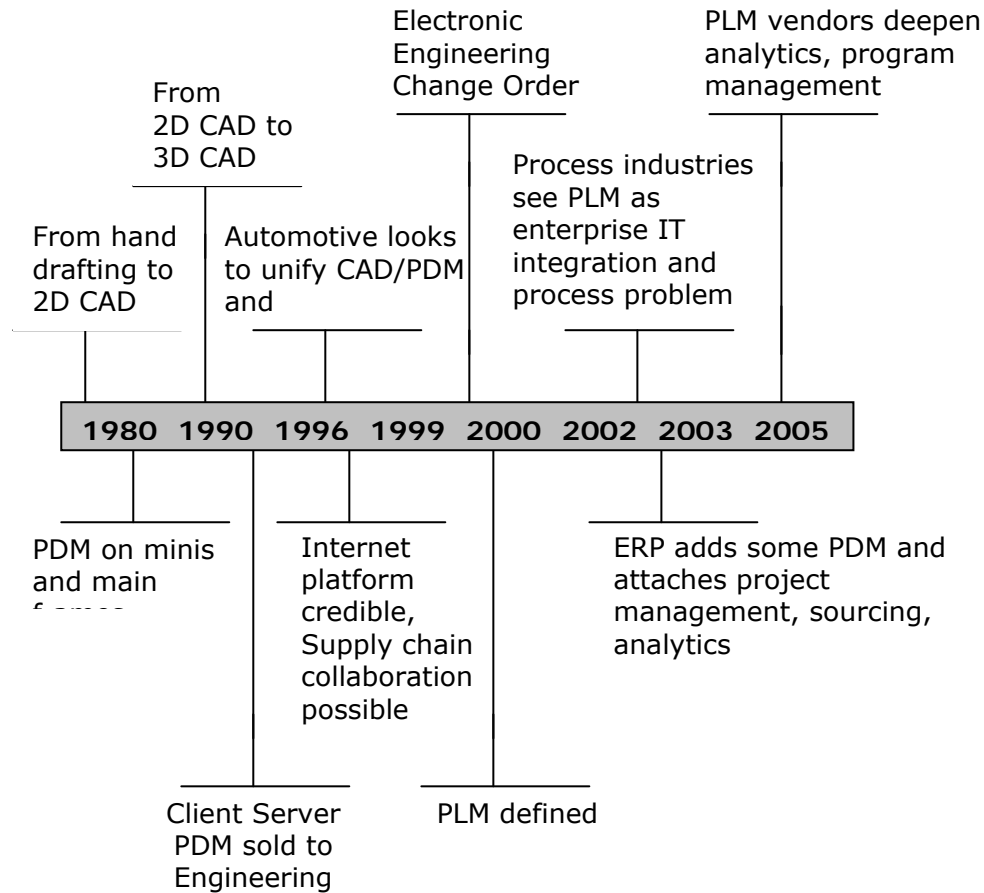 Electronic
Engineering
Change Order
PLM vendors deepen
analytics, program
management
From
2D CAD to
3D CAD
Process industries
see PLM as
enterprise IT
integration and
process problem
From hand
drafting to
2D CAD
Automotive looks
to unify CAD/PDM
and
1980 1990 1996 1999 2000 2002 2003 2005
PDM on minis
and main
Internet
platform
credible,
Supply chain
collaboration
possible
ERP adds some PDM and
attaches project
management, sourcing,
analytics
Client Server
PDM sold to
Engineering
PLM defined